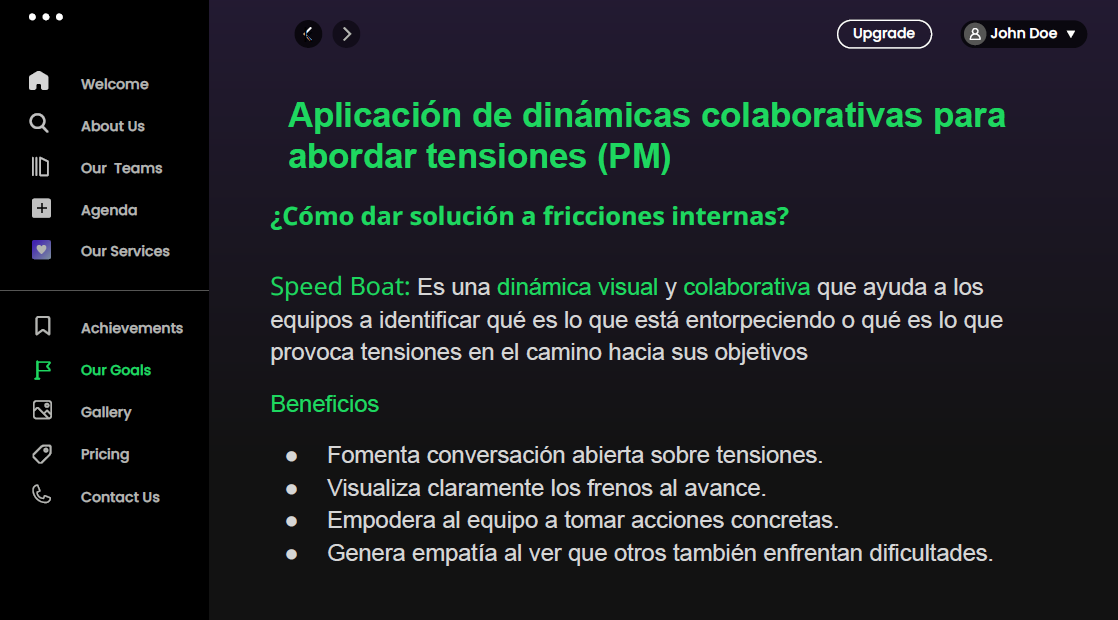 Welcome
About Us
Our Teams
Agenda
Our Services
Achievements
Our Goals
Gallery
Pricing
Contact Us
Upgrade
John Doe
Aplicación de dinámicas colaborativas para
abordar tensiones (PM)
¿Cómo dar solución a fricciones internas?
Speed Boat: Es una dinámica visual y colaborativa que ayuda a los
equipos a identificar qué es lo que está entorpeciendo o qué es lo que
provoca tensiones en el camino hacia sus objetivos
Beneficios
● Fomenta conversación abierta sobre tensiones.
● Visualiza claramente los frenos al avance.
● Empodera al equipo a tomar acciones concretas.
● Genera empatía al ver que otros también enfrentan dificultades.